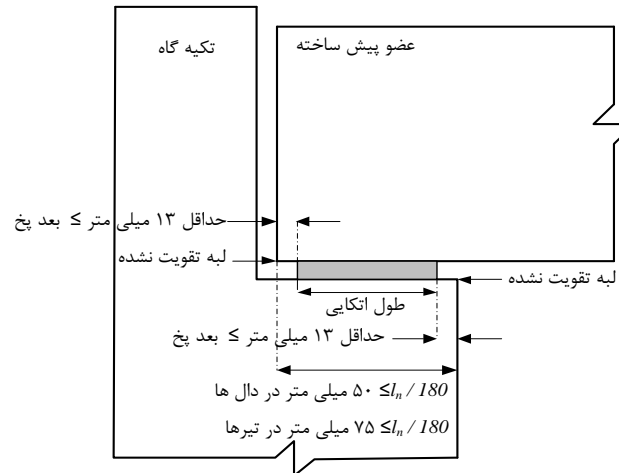 عضو پیش ساخته
تکیه گاه
حداقل ۱۳ میلی متر ≥ بعد پخ
لبه تقویت نشده
لبه تقویت نشده
طول اتکایی
حداقل ۱۳ میلی متر ≥ بعد پخ
l_n / 180 ≥ ۵۰ میلی متر در دال ها
l_n / 180 ≥ ۷۵ میلی متر در تیرها